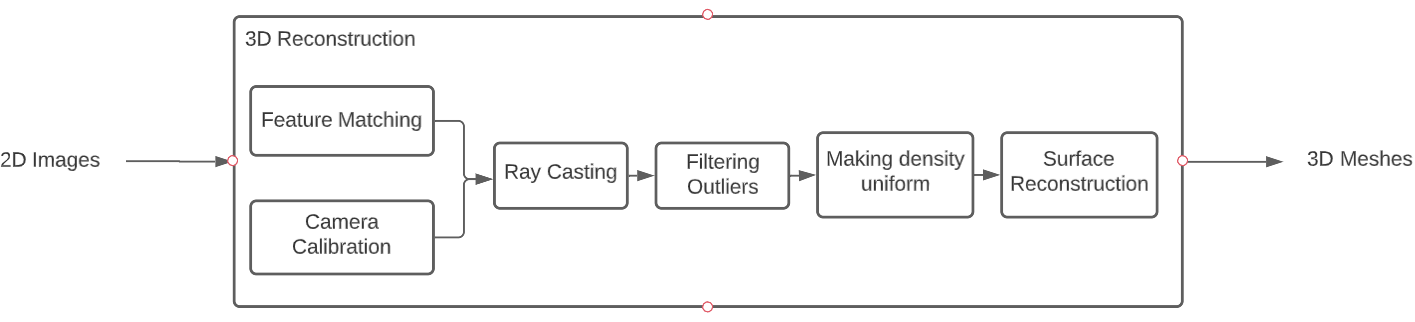 3D Reconstruction
Feature Matching
2D Images
Camera
Calibration
Ray Casting
Filtering
Outliers
Making density
uniform
Surface
Reconstruction
3D Meshes